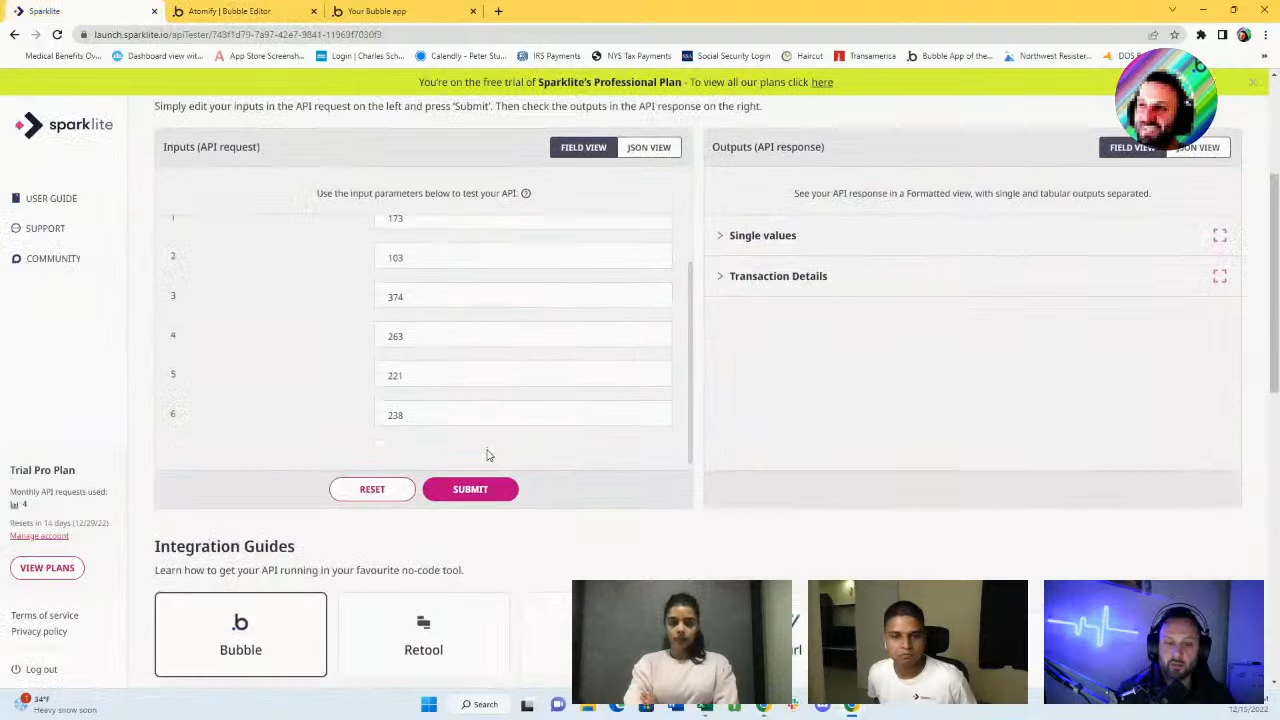 Sparklite
Atomify | Bubble Editor
Your Bubble app
launch.sparklite.io/apiTester/743f1d79-7a97-42e7-9841-11969f7030f3
Medical Benefits Ov...
Dashboard view wit...
App Store Screensh...
Login | Charles Sch...
Calendly - Peter St...
IRS Payments
NYS Tax Payments
Social Security Login
Haircut
Transamerica
Bubble App of the...
Northwest Register...
DOS
You're on the free trial of Sparklite's Professional Plan - To view all our plans click here
Simply edit your inputs in the API request on the left and press 'Submit'. Then check the outputs in the API response on the right.
sparklite
USER GUIDE
SUPPORT
COMMUNITY
Inputs (API request)
FIELD VIEW
JSON VIEW
Use the input parameters below to test your API.
1 173
2 103
3 374
4 263
5 221
6 238
RESET
SUBMIT
Outputs (API response)
FIELD VIEW
JSON VIEW
See your API response in a Formatted view, with single and tabular outputs separated.
Single values
Transaction Details
Trial Pro Plan
Monthly API requests used:
4
Resets in 14 days (12/29/22)
Manage account
VIEW PLANS
Terms of service
Privacy policy
Log out
Integration Guides
Learn how to get your API running in your favourite no-code tool.
Bubble
Retool
34°F
Heavy snow soon
Search
12/15/2022